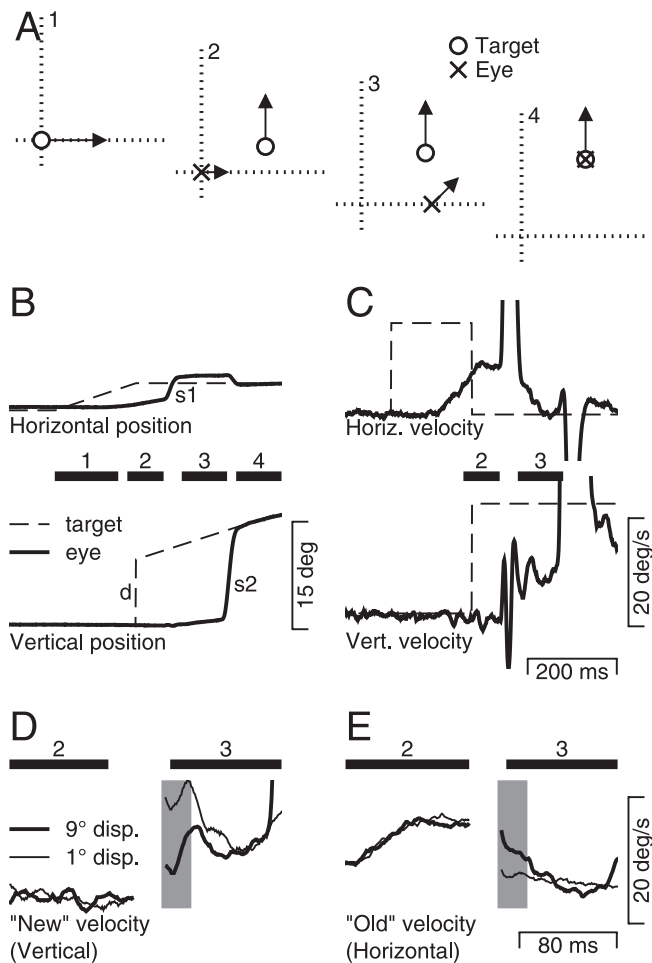 A
1
2
3
4
Target
Eye
B
s1
Horizontal position
1 2 3 4
target
eye
d
s2
15 deg
Vertical position
C
Horiz. velocity
2 3
20 deg/s
Vert. velocity
200 ms
D
2 3
9° disp.
1° disp.
"New" velocity
(Vertical)
E
2 3
20 deg/s
"Old" velocity
(Horizontal)
80 ms